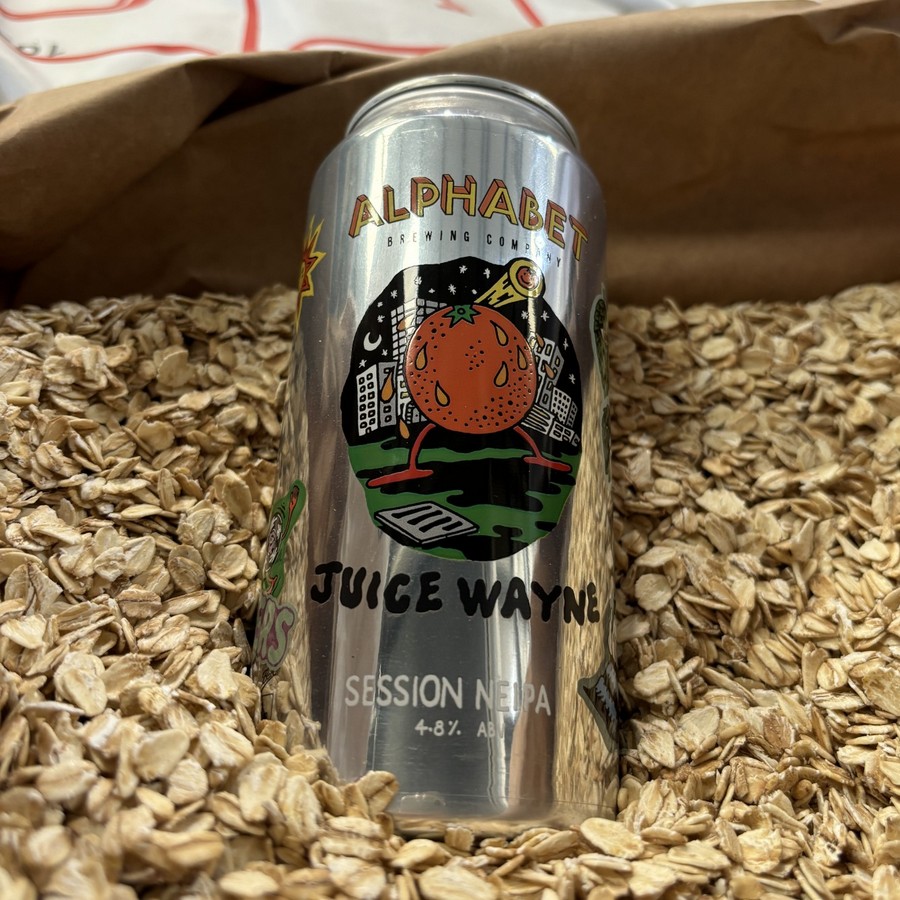 ALPHABET
BREWING COMPANY
JUICE WAYNE
SESSION NEIPA
4.8% ABV